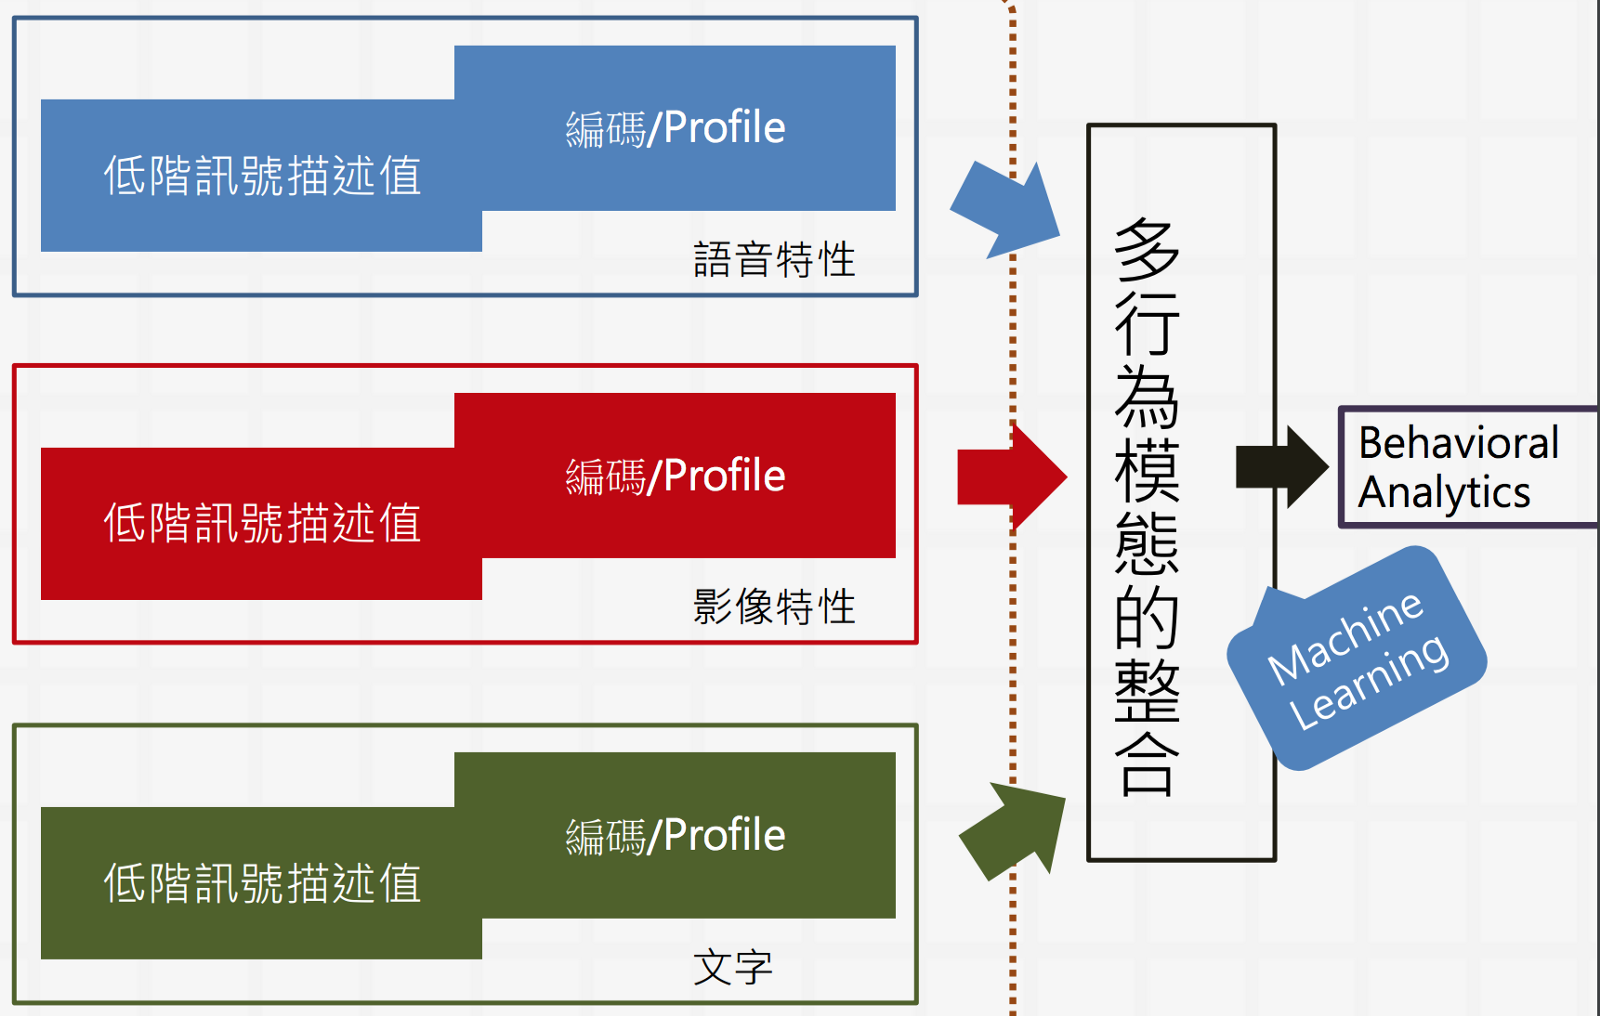 編碼/Profile
低階訊號描述值
語音特性
編碼/Profile
低階訊號描述值
影像特性
編碼/Profile
低階訊號描述值
文字
多行為模態的整合
Behavioral
Analytics
Machine
Learning